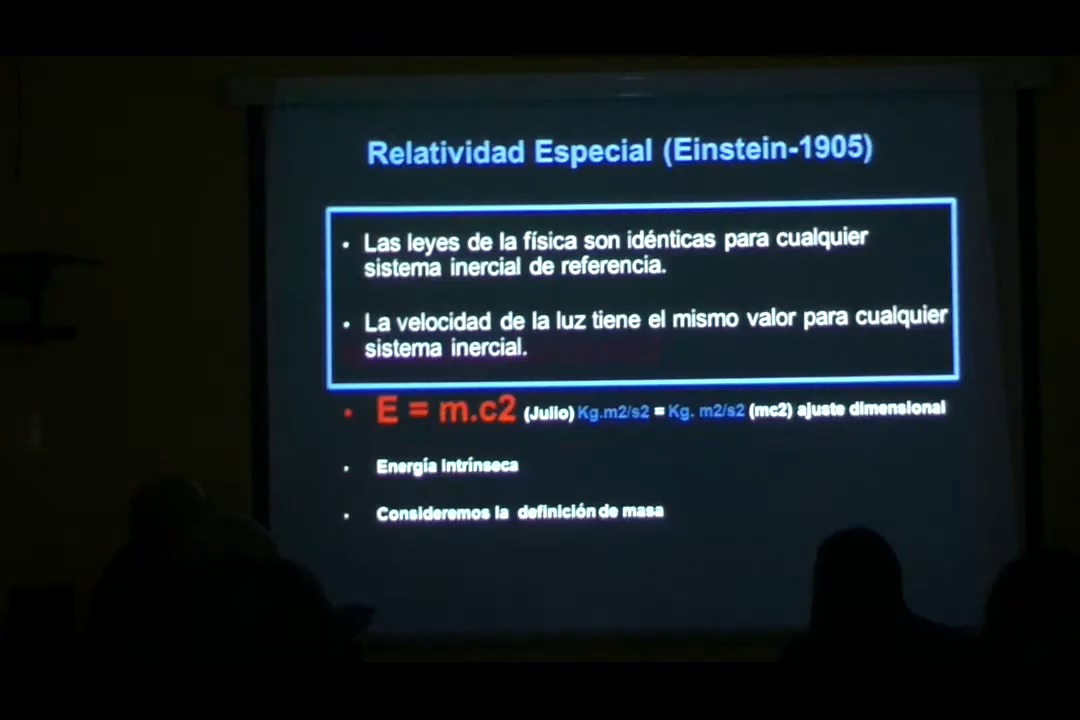 Relatividad Especial (Einstein-1905)
• Las leyes de la física son idénticas para cualquier
sistema inercial de referencia.
• La velocidad de la luz tiene el mismo valor para cualquier
sistema inercial.
• E = m.c2 (Julio) Kg.m2/s2 = Kg. m2/s2 (mc2) ajuste dimensional
• Energía intrínseca
• Consideremos la definición de masa